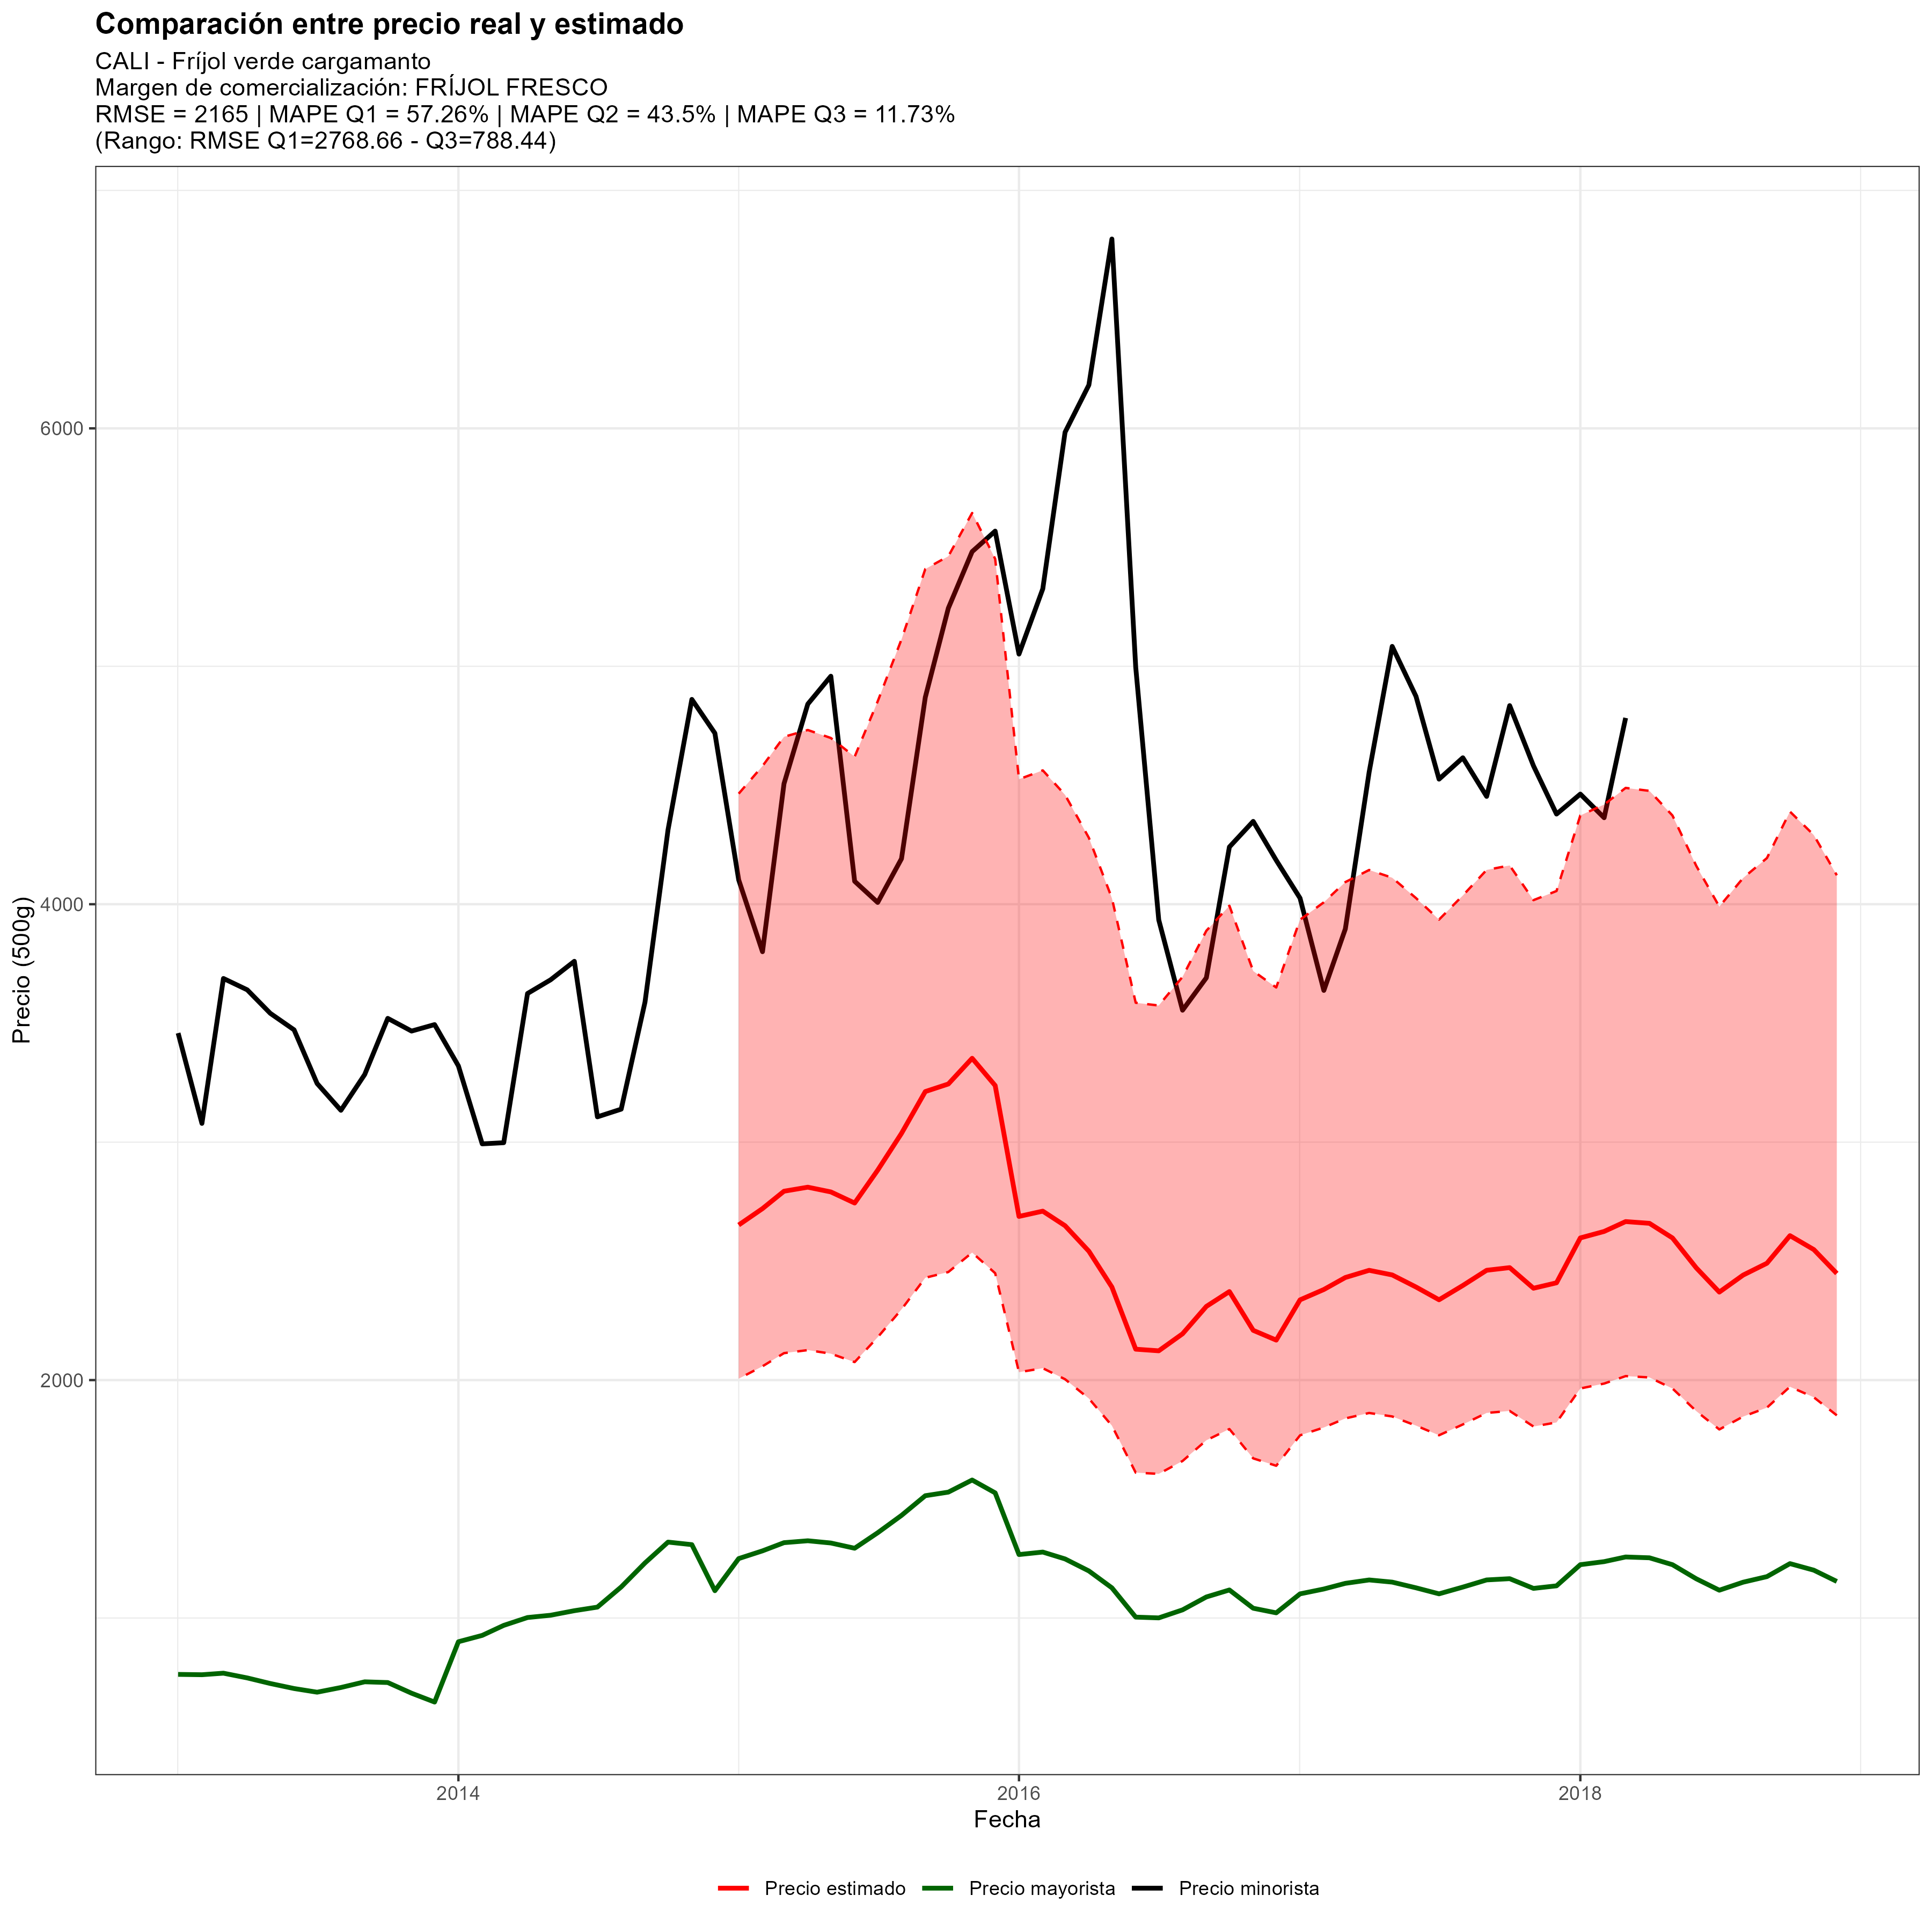 Comparación entre precio real y estimado
CALI - Fríjol verde cargamanto
Margen de comercialización: FRÍJOL FRESCO
RMSE = 2165 | MAPE Q1 = 57.26% | MAPE Q2 = 43.5% | MAPE Q3 = 11.73%
(Rango: RMSE Q1=2768.66 - Q3=788.44)
Precio (500g)
6000
4000
2000
2014
2016
2018
Fecha
Precio estimado
Precio mayorista
Precio minorista